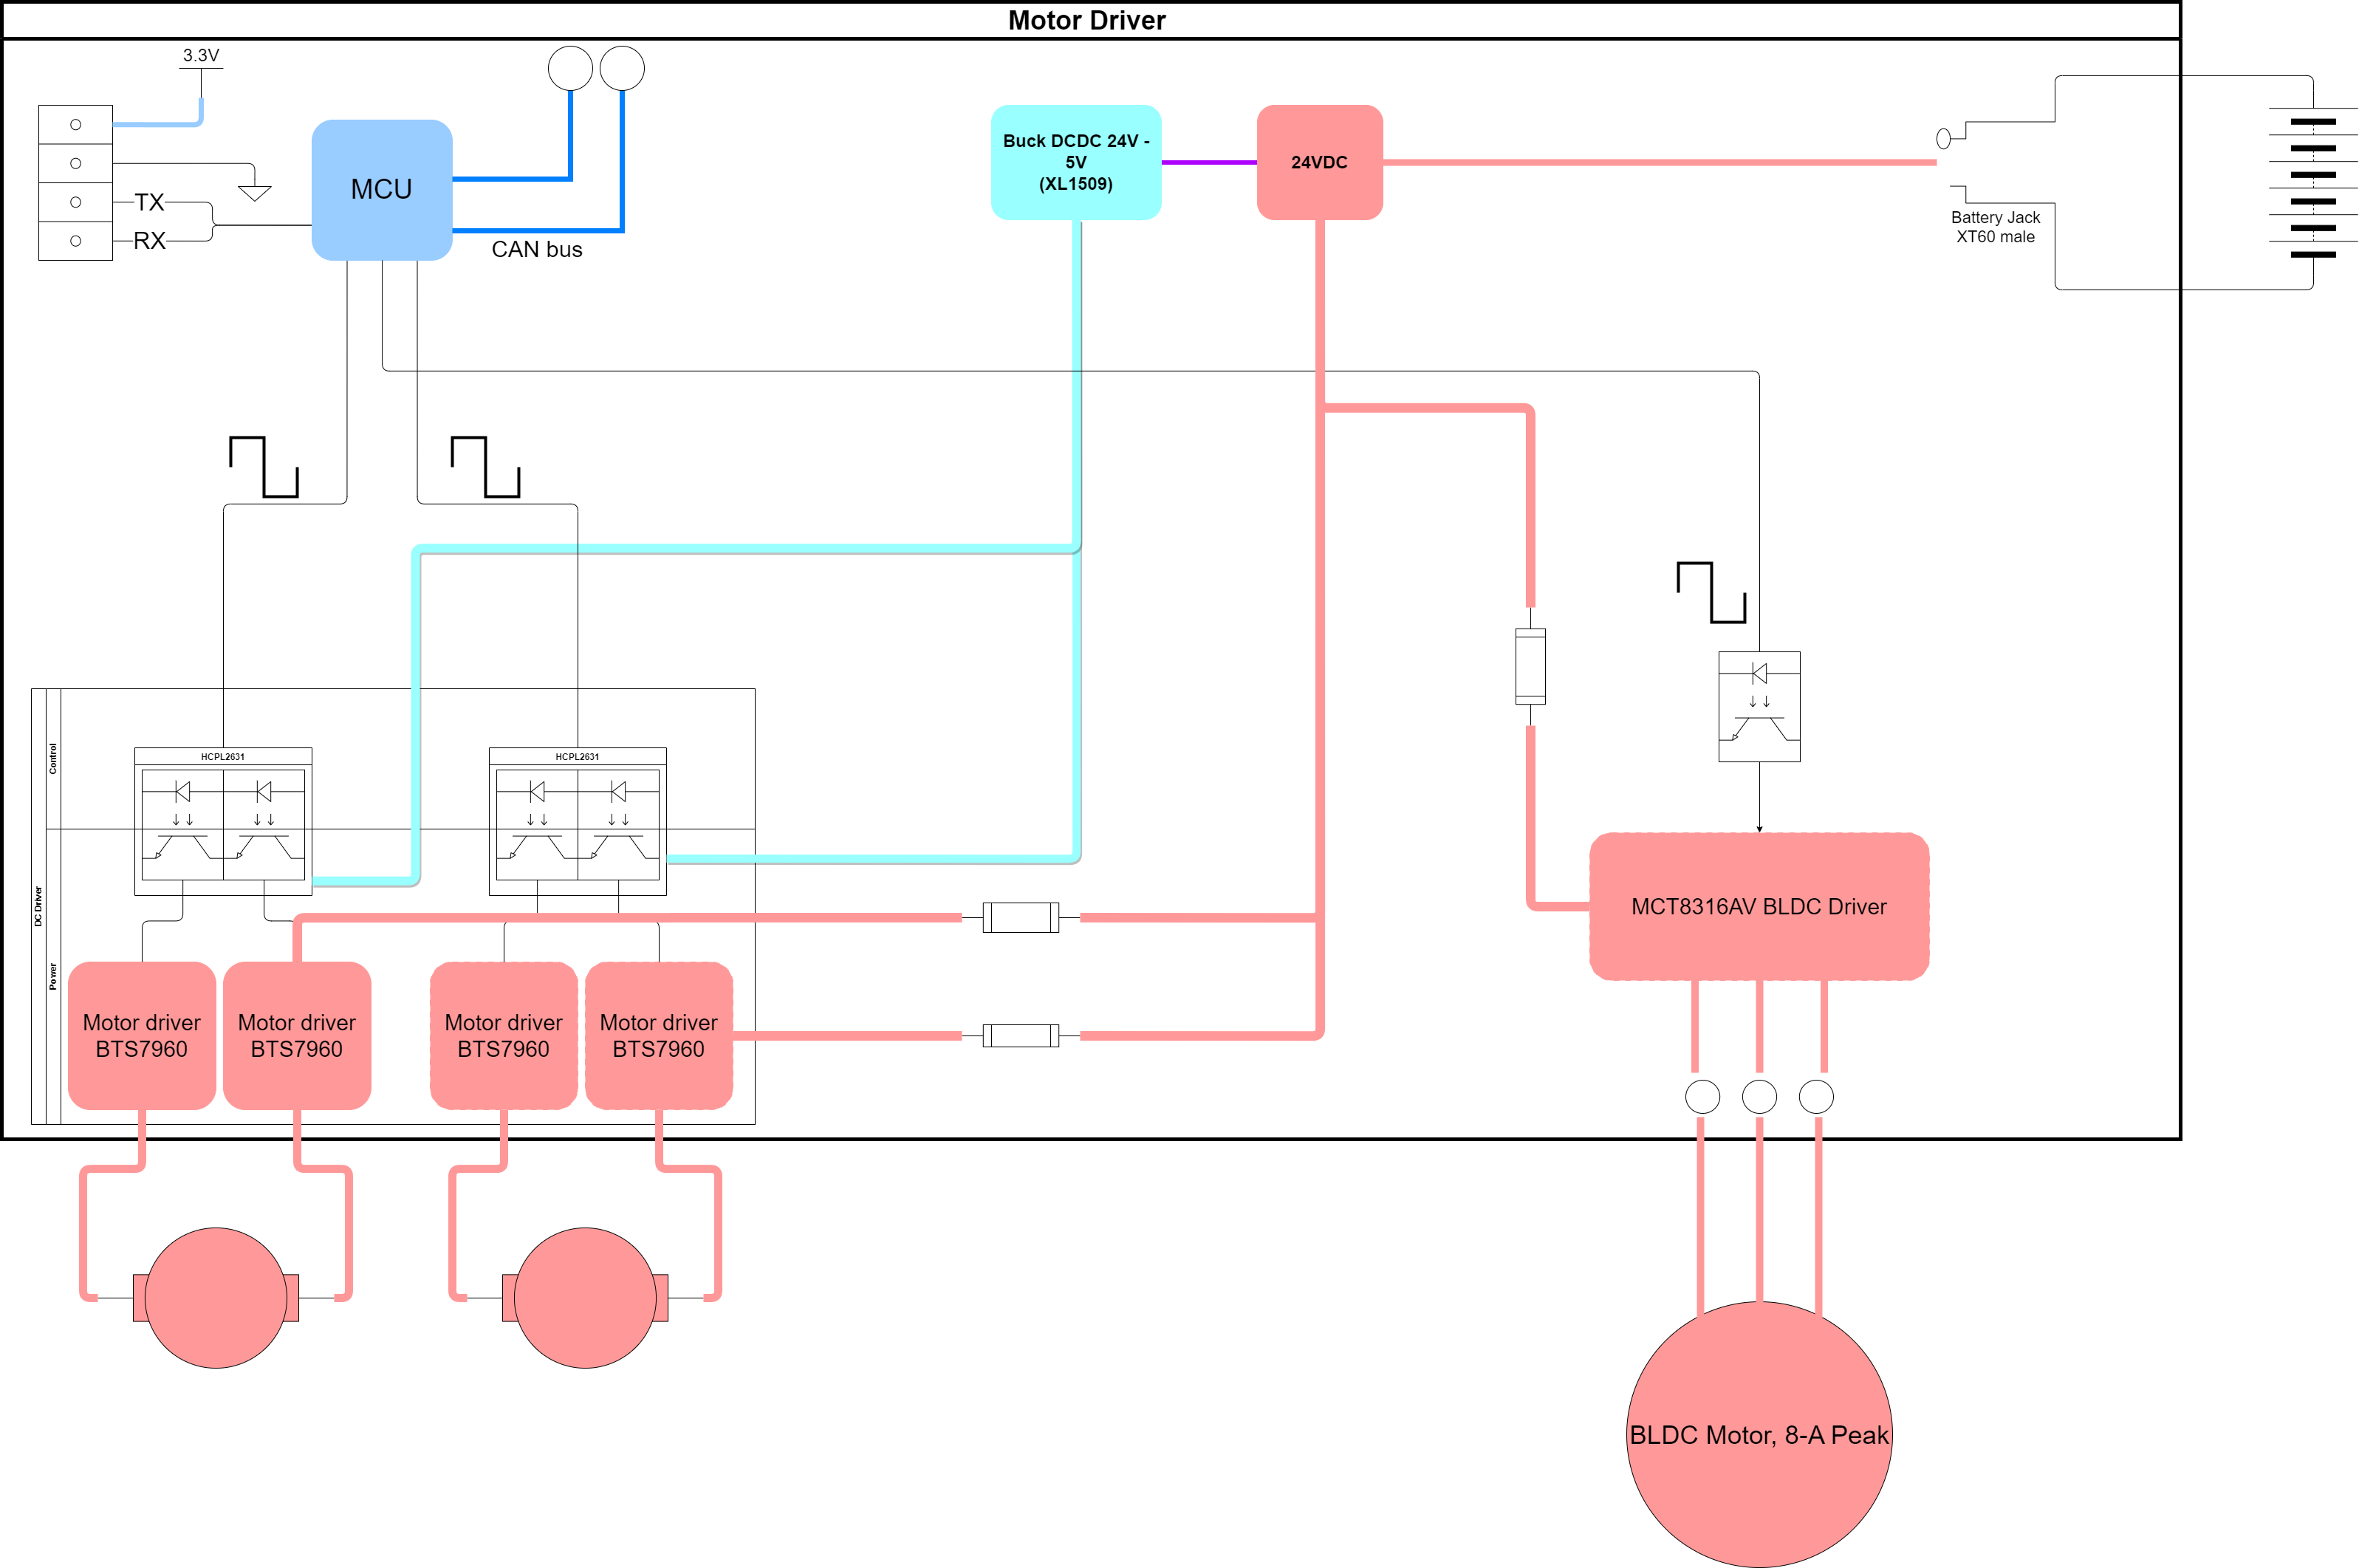 Motor Driver
3.3V
TX
RX
MCU
CAN bus
Buck DCDC 24V -
5V
(XL1509)
24VDC
Battery Jack
XT60 male
DC Driver
Control
Power
HCPL2631
HCPL2631
MCT8316AV BLDC Driver
Motor driver
BTS7960
Motor driver
BTS7960
Motor driver
BTS7960
Motor driver
BTS7960
BLDC Motor, 8-A Peak